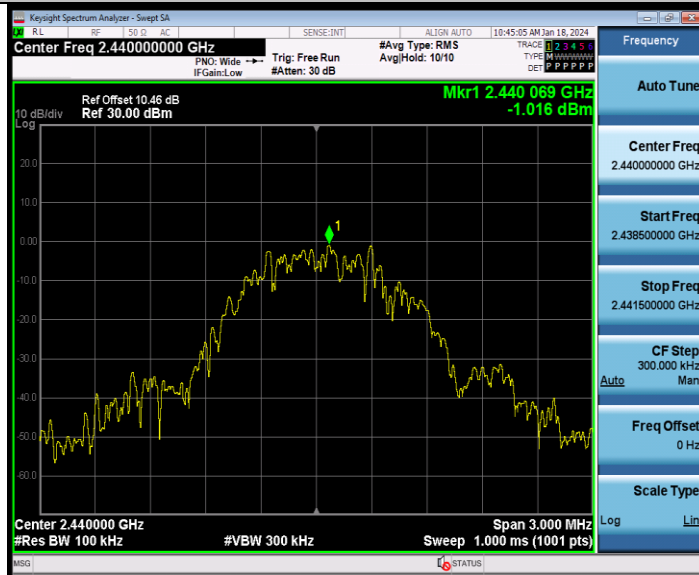 Keysight Spectrum Analyzer - Swept SA
RL RF 50 Ω AC SENSE:INT ALIGN AUTO 10:45:05 AM Jan 18, 2024
Center Freq 2.440000000 GHz
PNO: Wide
IFGain:Low
Trig: Free Run
#Atten: 30 dB
#Avg Type: RMS
Avg|Hold: 10/10
TRACE 1 2 3 4 5 6
TYPE M
DET P P P P P P
Frequency
Auto Tune
Center Freq
2.440000000 GHz
Start Freq
2.438500000 GHz
Stop Freq
2.441500000 GHz
CF Step
300.000 kHz
Auto Man
Freq Offset
0 Hz
Scale Type
Log Lin
Ref Offset 10.46 dB
10 dB/div Ref 30.00 dBm
Log
Mkr1 2.440 069 GHz
-1.016 dBm
20.0
10.0
0.00
-10.0
-20.0
-30.0
-40.0
-50.0
-60.0
1
Center 2.440000 GHz Span 3.000 MHz
#Res BW 100 kHz #VBW 300 kHz Sweep 1.000 ms (1001 pts)
MSG STATUS